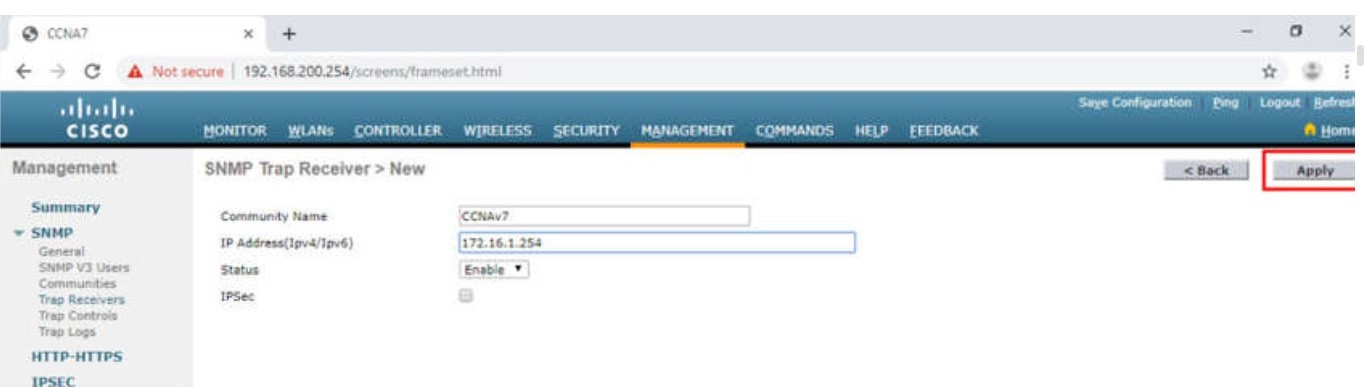 CCNA7
Not secure | 192.168.200.254/screens/frameset.html
Save Configuration Ping Logout Refresh
CISCO MONITOR WLANs CONTROLLER WIRELESS SECURITY MANAGEMENT COMMANDS HELP FEEDBACK Home
Management
SNMP Trap Receiver > New
< Back Apply
Summary
SNMP
General
SNMP V3 Users
Communities
Trap Receivers
Trap Controls
Trap Logs
HTTP-HTTPS
IPSEC
Community Name CCNAv7
IP Address(Ipv4/Ipv6) 172.16.1.254
Status Enable
IPSec